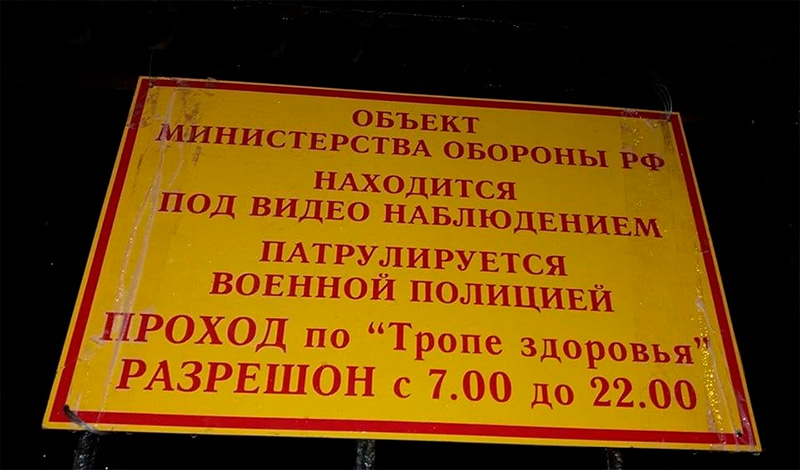 ОБЪЕКТ
МИНИСТЕРСТВА ОБОРОНЫ РФ
НАХОДИТСЯ
ПОД ВИДЕО НАБЛЮДЕНИЕМ
ПАТРУЛИРУЕТСЯ
ВОЕННОЙ ПОЛИЦИЕЙ
ПРОХОД по “Тропе здоровья”
РАЗРЕШОН с 7.00 до 22.00